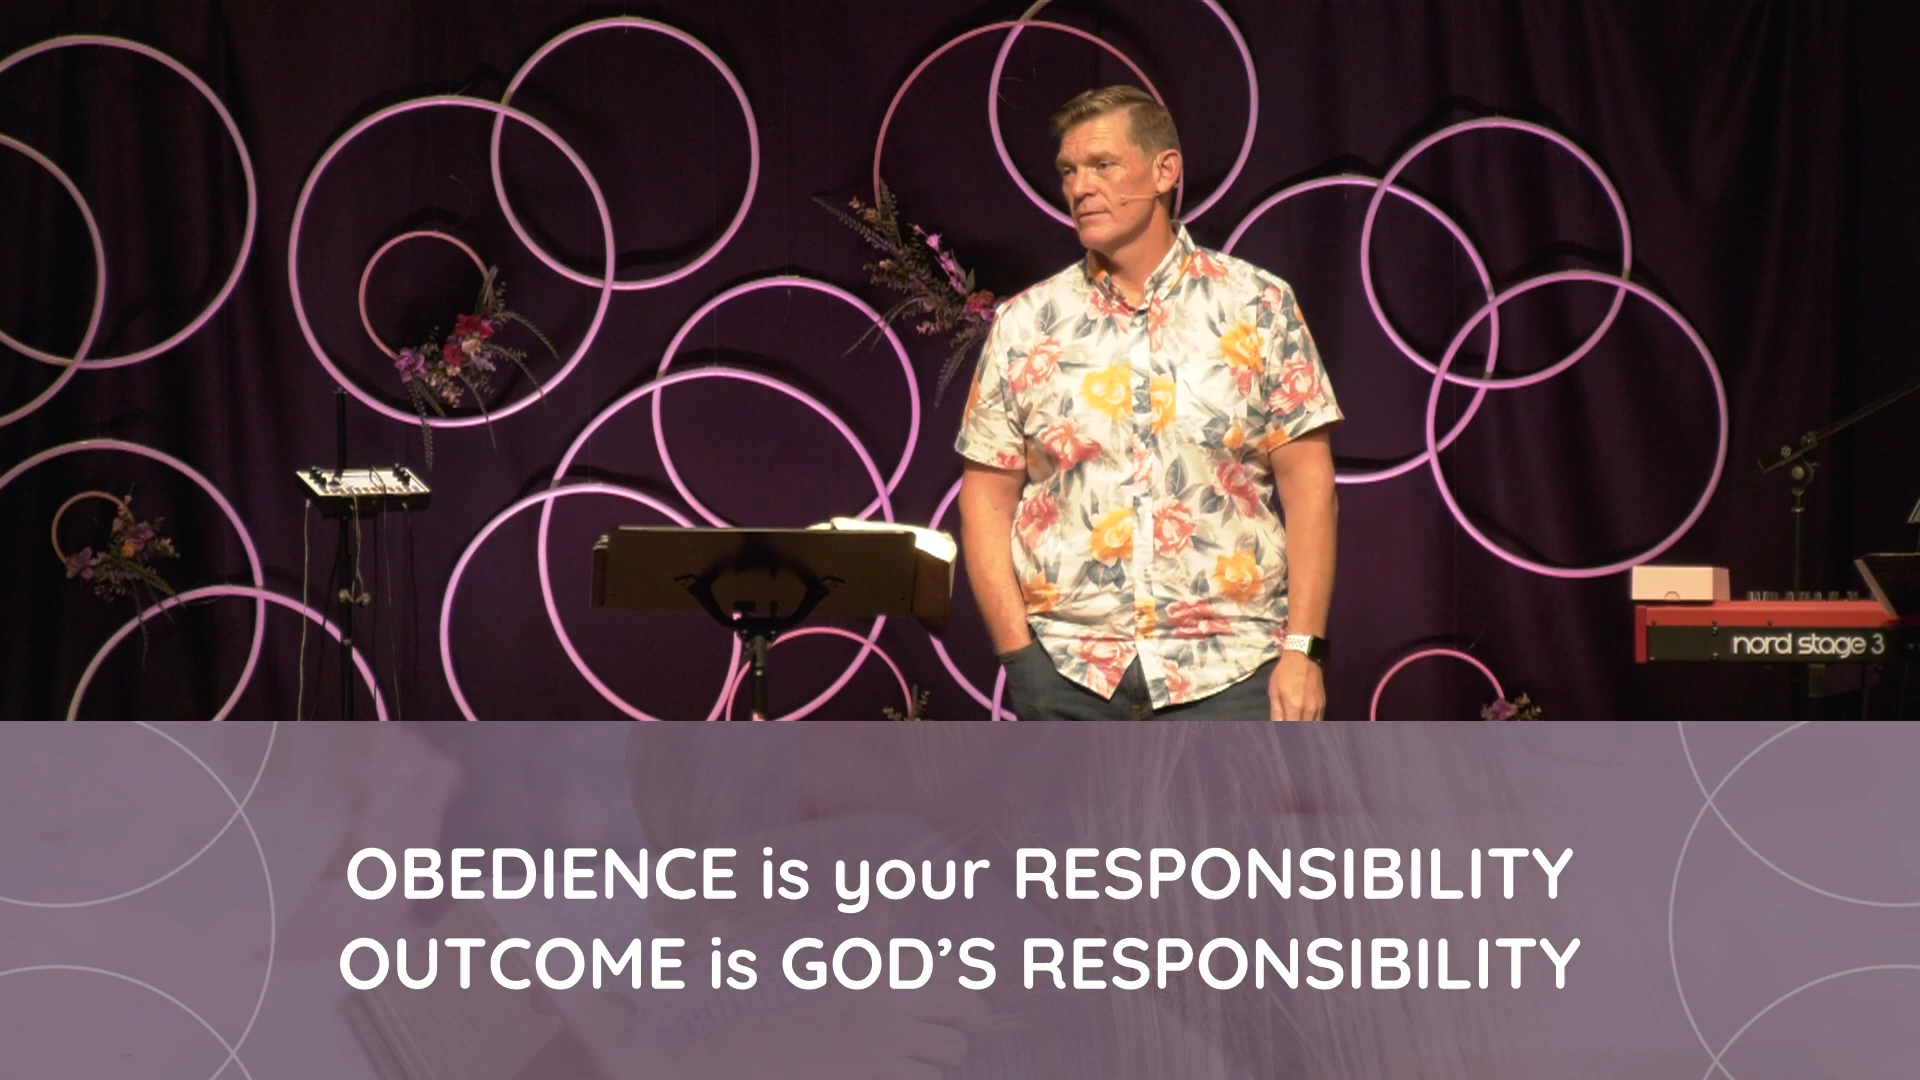 nord stage 3
OBEDIENCE is your RESPONSIBILITY
OUTCOME is GOD’S RESPONSIBILITY